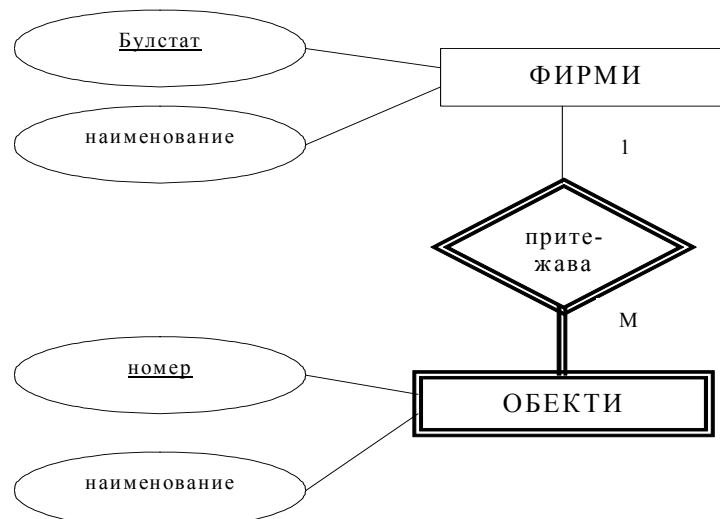 Булстат
ФИРМИ
наименование
1
прите-
жава
М
номер
ОБЕКТИ
наименование